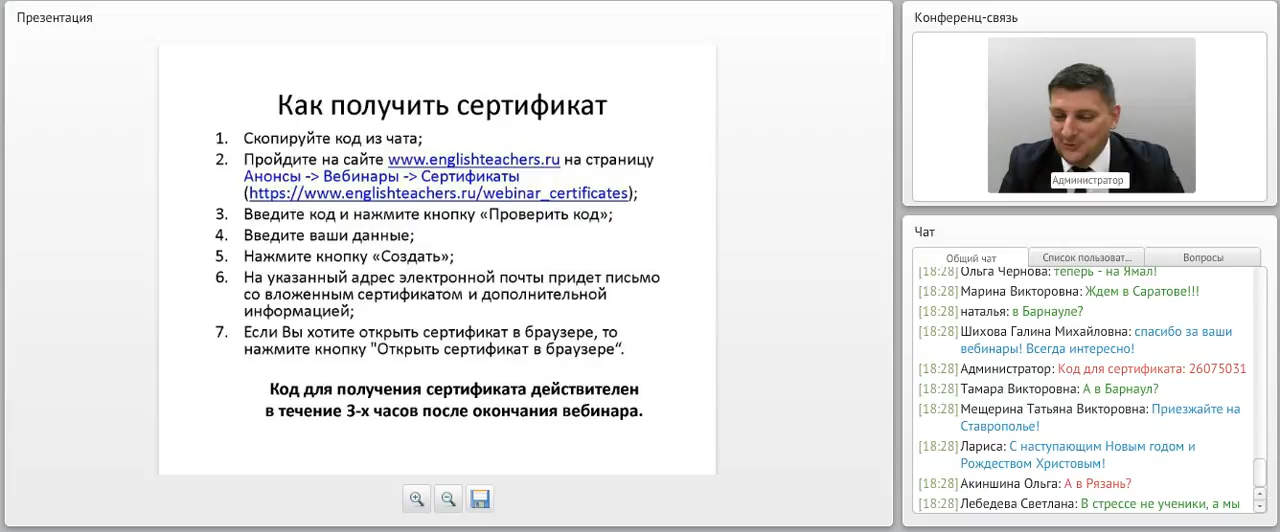 Презентация
Как получить сертификат
1. Скопируйте код из чата;
2. Пройдите на сайте www.englishteachers.ru на страницу
Анонсы -> Вебинары -> Сертификаты
(https://www.englishteachers.ru/webinar_certificates);
3. Введите код и нажмите кнопку «Проверить код»;
4. Введите ваши данные;
5. Нажмите кнопку «Создать»;
6. На указанный адрес электронной почты придет письмо
со вложенным сертификатом и дополнительной
информацией;
7. Если Вы хотите открыть сертификат в браузере, то
нажмите кнопку "Открыть сертификат в браузере“.
Код для получения сертификата действителен
в течение 3-х часов после окончания вебинара.
Конференц-связь
Администратор
Чат
Общий чат
Список пользоват...
Вопросы
[18:28] Ольга Чернова: теперь - на Ямал!
[18:28] Марина Викторовна: Ждем в Саратове!!!
[18:28] наталья: в Барнауле?
[18:28] Шихова Галина Михайловна: спасибо за ваши
вебинары! Всегда интересно!
[18:28] Администратор: Код для сертификата: 26075031
[18:28] Тамара Викторовна: А в Барнаул?
[18:28] Мещерина Татьяна Викторовна: Приезжайте на
Ставрополье!
[18:28] Лариса: С наступающим Новым годом и
Рождеством Христовым!
[18:28] Акиншина Ольга: А в Рязань?
[18:28] Лебедева Светлана: В стрессе не ученики, а мы